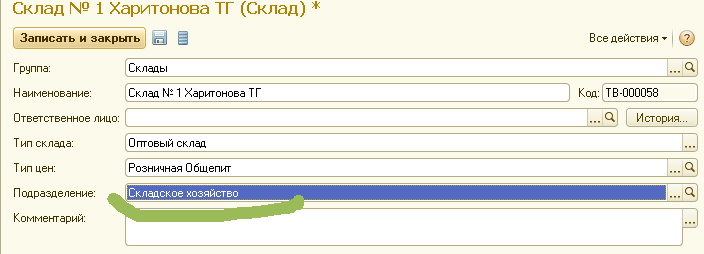 Склад № 1 Харитонова ТГ (Склад) *
Записать и закрыть Все действия ?
Группа: Склады ...
Наименование: Склад № 1 Харитонова ТГ Код: ТВ-000058
Ответственное лицо: ... История...
Тип склада: Оптовый склад ...
Тип цен: Розничная Общепит ...
Подразделение: Складское хозяйство ...
Комментарий: ...